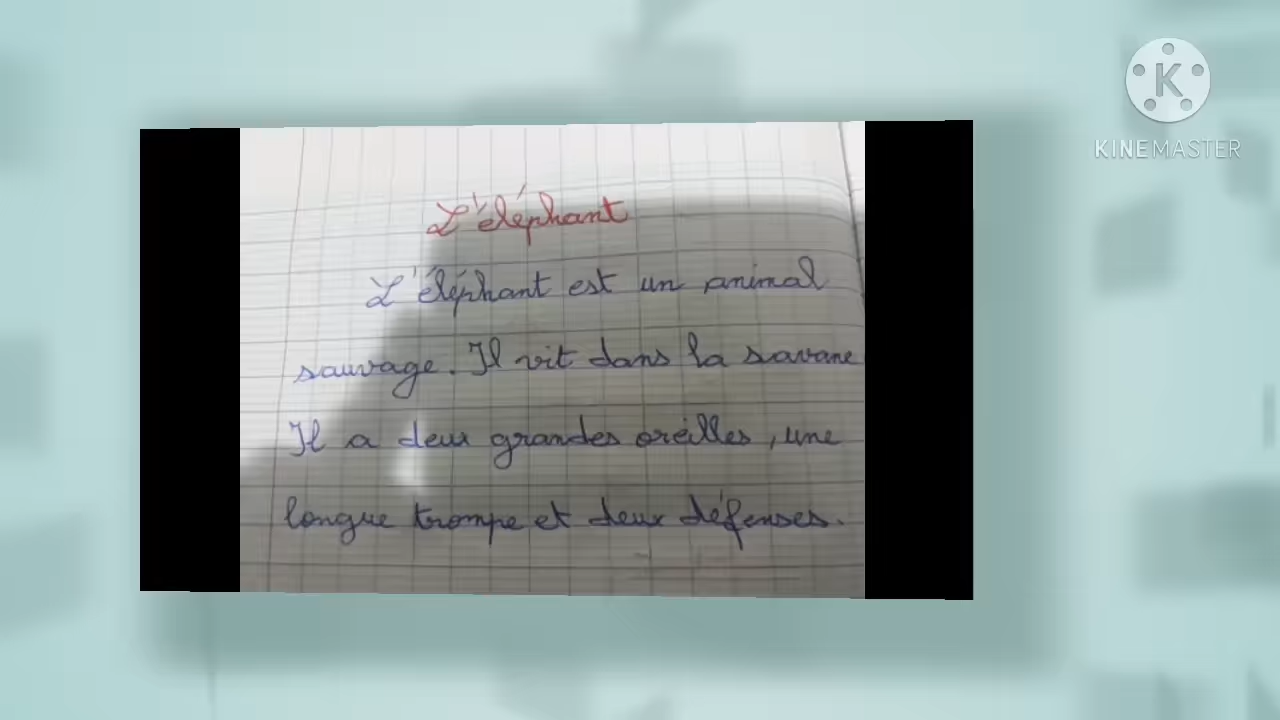 L'éléphant
L'éléphant est un animal
sauvage. Il vit dans la savane
Il a deux grandes oreilles, une
longue trompe et deux défenses.
K
KINEMASTER